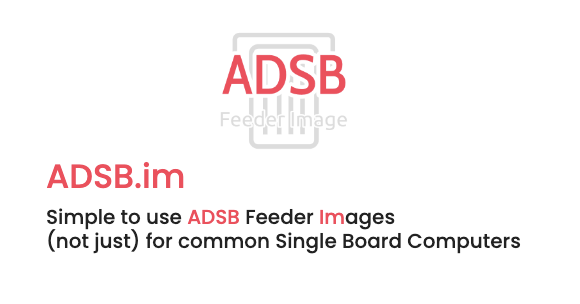 ADSB
Feeder Image
ADSB.im
Simple to use ADSB Feeder Images
(not just) for common Single Board Computers